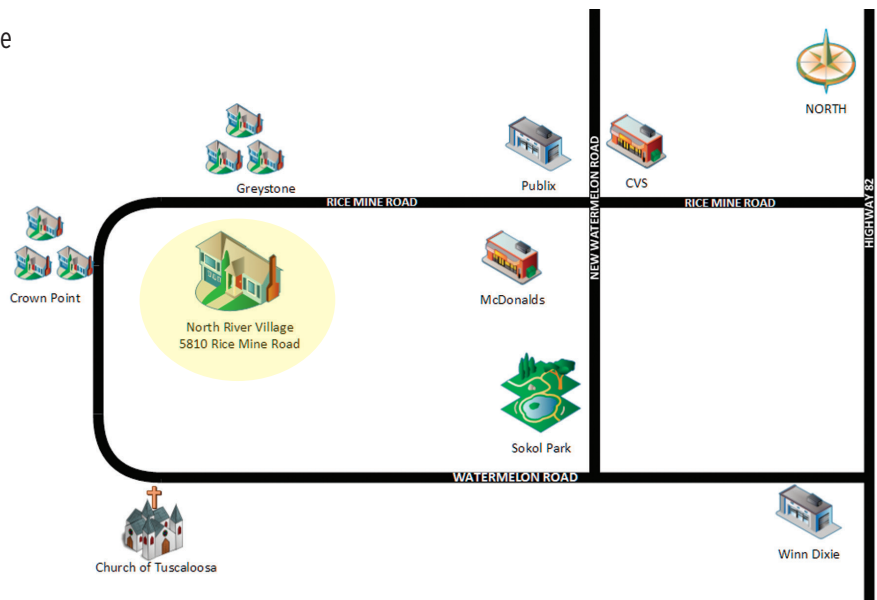 e
NORTH
Greystone
Publix
CVS
RICE MINE ROAD
RICE MINE ROAD
NEW WATERMELON ROAD
HIGHWAY 82
Crown Point
McDonalds
North River Village
5810 Rice Mine Road
Sokol Park
WATERMELON ROAD
Winn Dixie
Church of Tuscaloosa